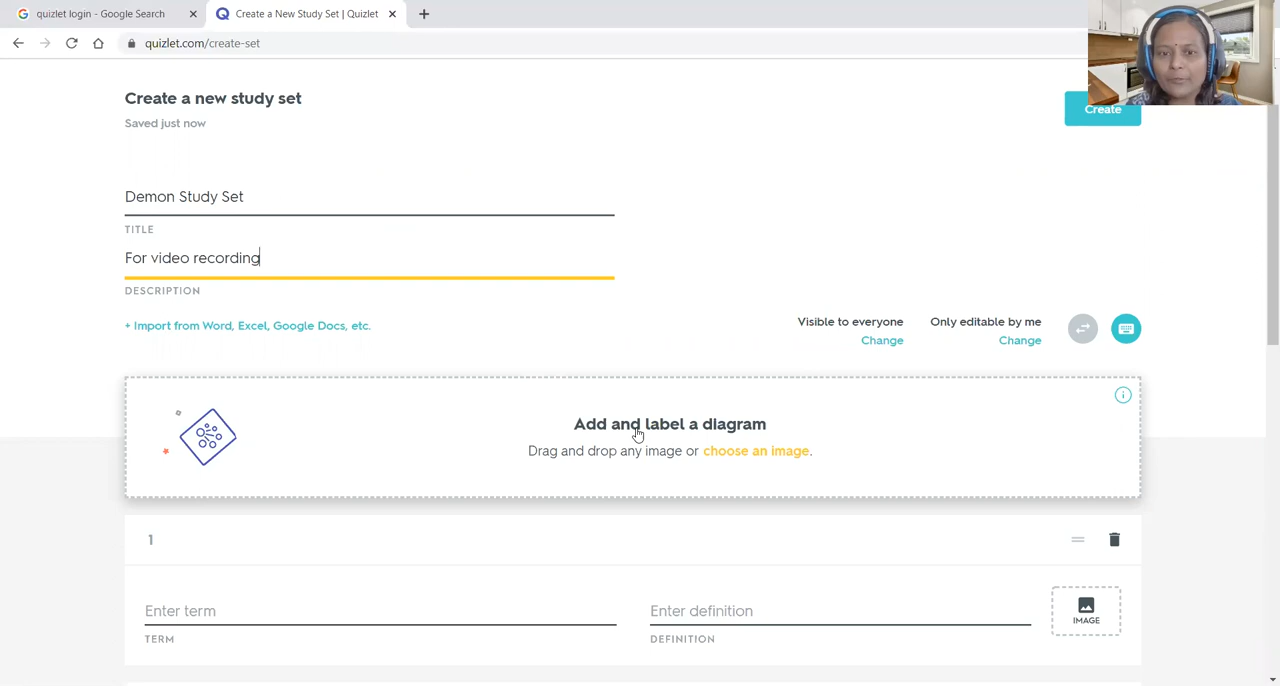 quizlet login - Google Search
Create a New Study Set | Quizlet
quizlet.com/create-set
Create a new study set
Saved just now
Create
Demon Study Set
TITLE
For video recording
DESCRIPTION
+ Import from Word, Excel, Google Docs, etc.
Visible to everyone
Change
Only editable by me
Change
Add and label a diagram
Drag and drop any image or choose an image.
1
Enter term
TERM
Enter definition
DEFINITION
IMAGE